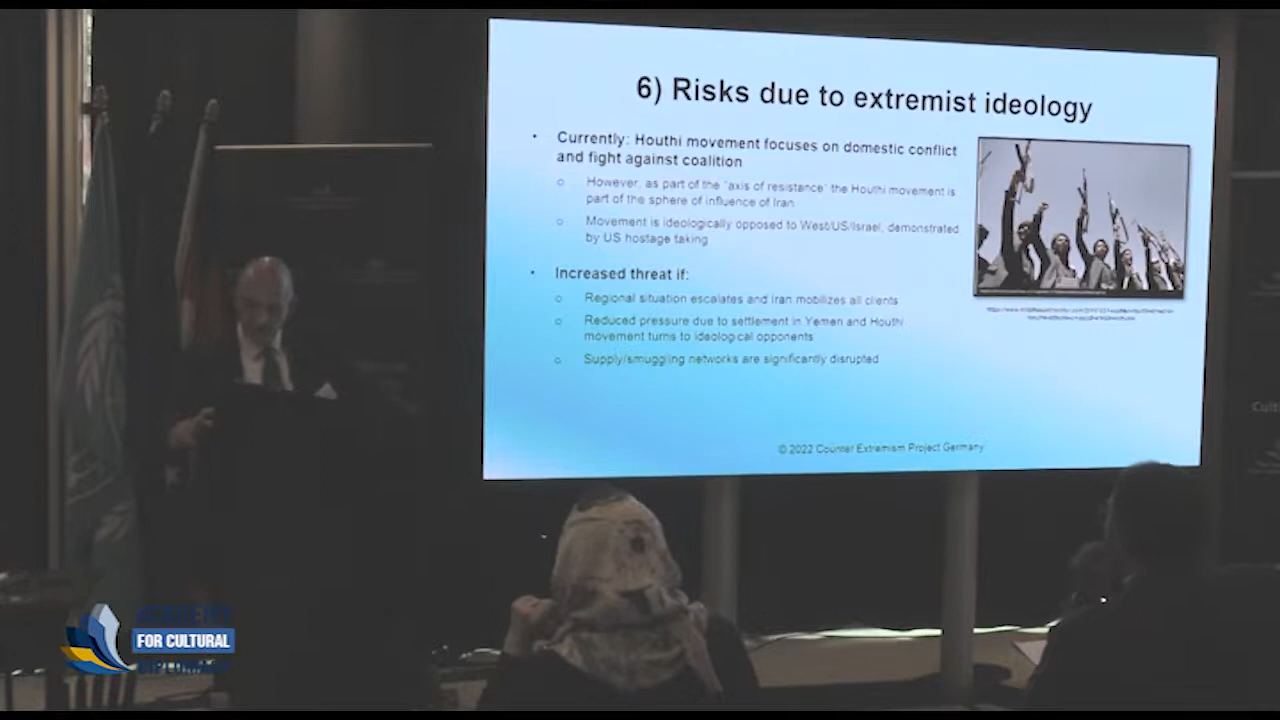 6) Risks due to extremist ideology
• Currently: Houthi movement focuses on domestic conflict
and fight against coalition
○ However, as part of the "axis of resistance" the Houthi movement is
part of the sphere of influence of Iran
○ Movement is ideologically opposed to West/US/Israel, demonstrated
by US hostage taking
• Increased threat if:
○ Regional situation escalates and Iran mobilizes all clients
○ Reduced pressure due to settlement in Yemen and Houthi
movement turns to ideological opponents
○ Supply/smuggling networks are significantly disrupted
© 2022 Counter Extremism Project Germany
ACADEMY
FOR CULTURAL
DIPLOMACY